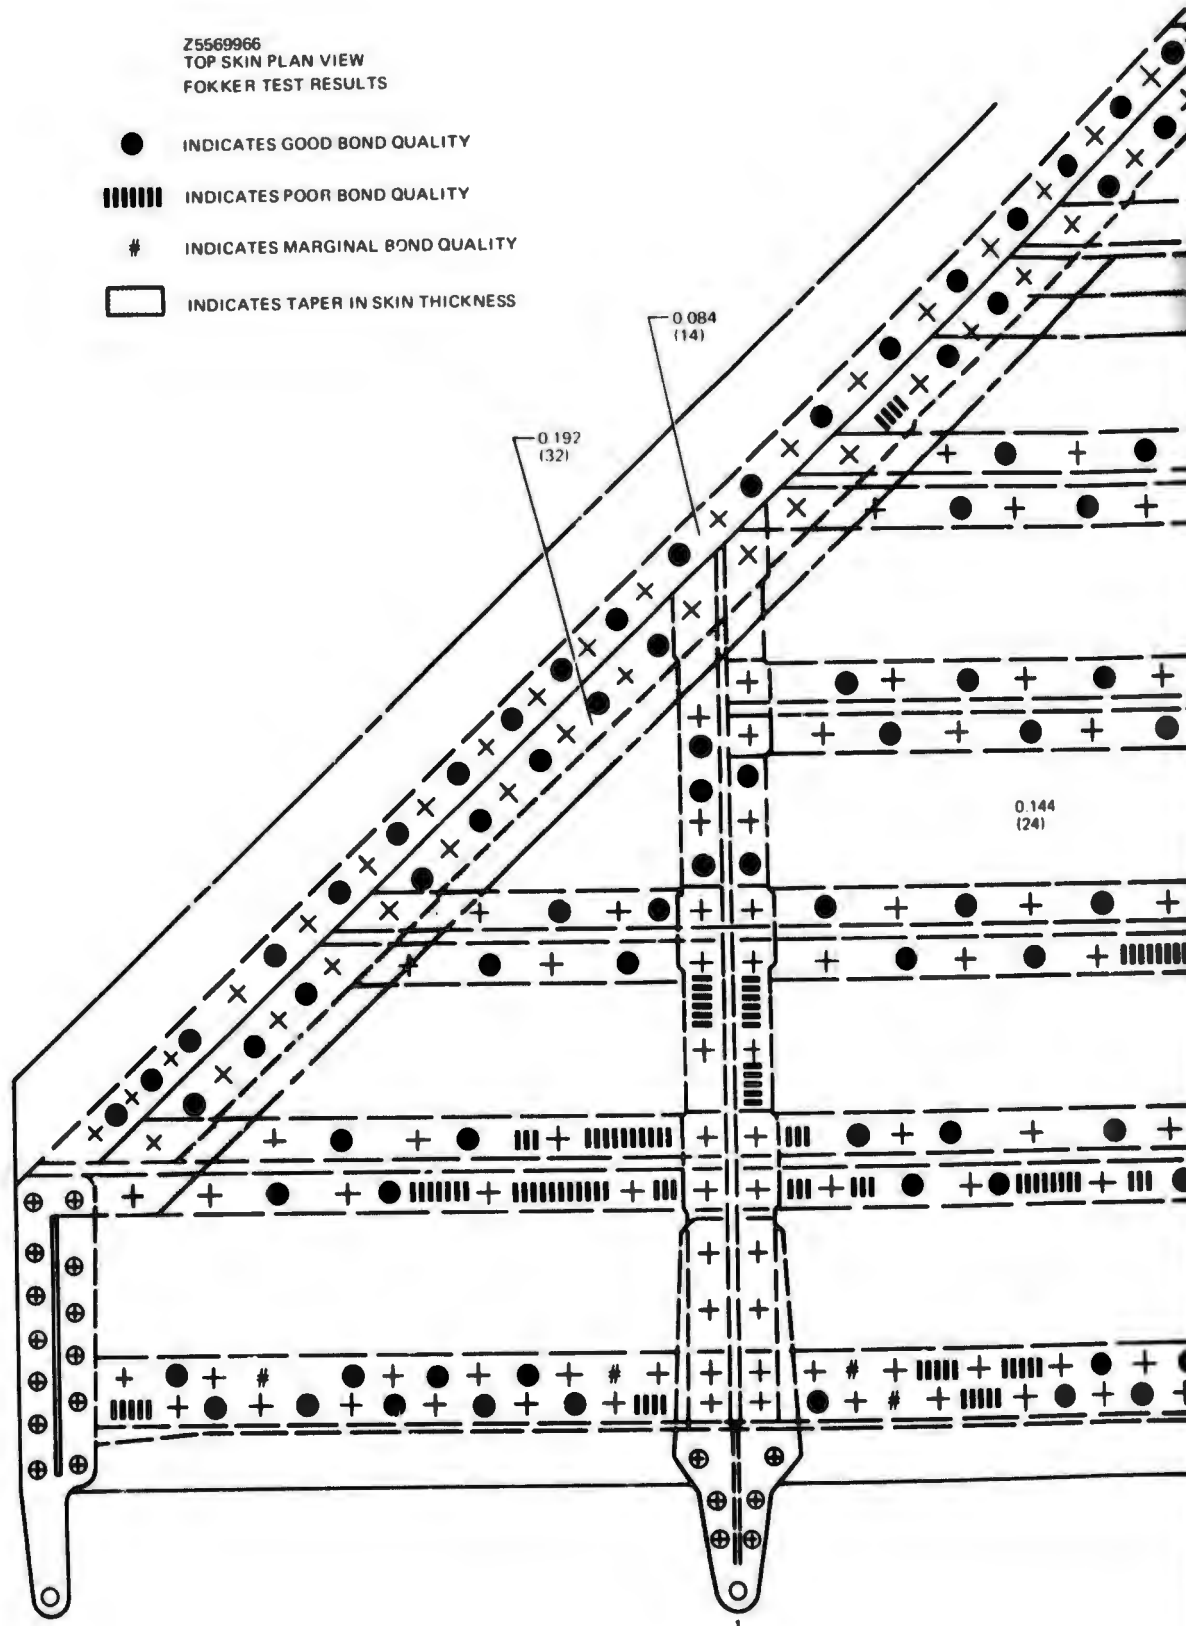 Z5569966
TOP SKIN PLAN VIEW
FOKKER TEST RESULTS
INDICATES GOOD BOND QUALITY
INDICATES POOR BOND QUALITY
# INDICATES MARGINAL BOND QUALITY
INDICATES TAPER IN SKIN THICKNESS
0.084
(14)
0.192
(32)
0.144
(24)